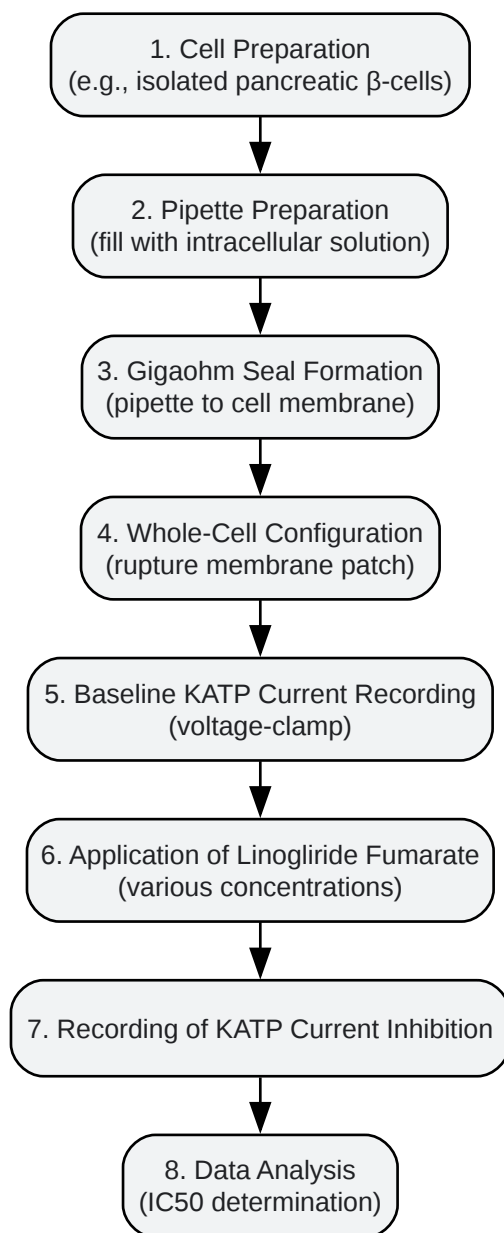 1. Cell Preparation
(e.g., isolated pancreatic β-cells)
2. Pipette Preparation
(fill with intracellular solution)
3. Gigaohm Seal Formation
(pipette to cell membrane)
4. Whole-Cell Configuration
(rupture membrane patch)
5. Baseline KATP Current Recording
(voltage-clamp)
6. Application of Linogliride Fumarate
(various concentrations)
7. Recording of KATP Current Inhibition
8. Data Analysis
(IC50 determination)